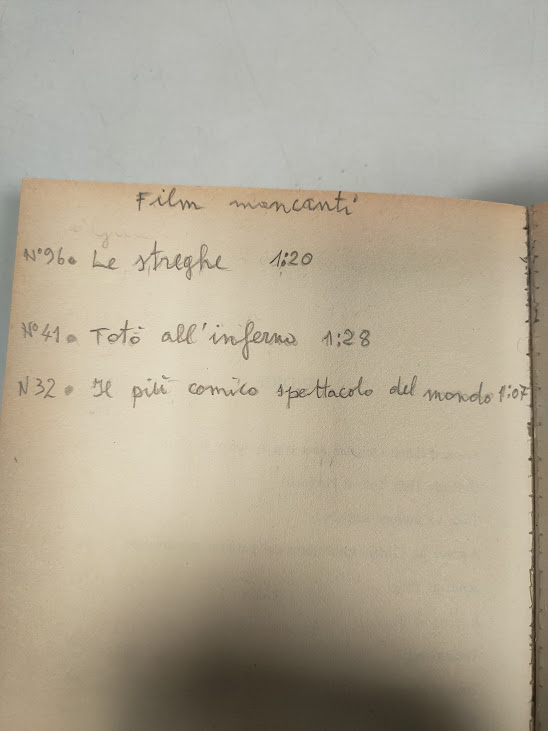 Film mancanti
N°96. Le streghe 1:20
N°41. Totò all'inferno 1:28
N 32. Il più comico spettacolo del mondo 1:07